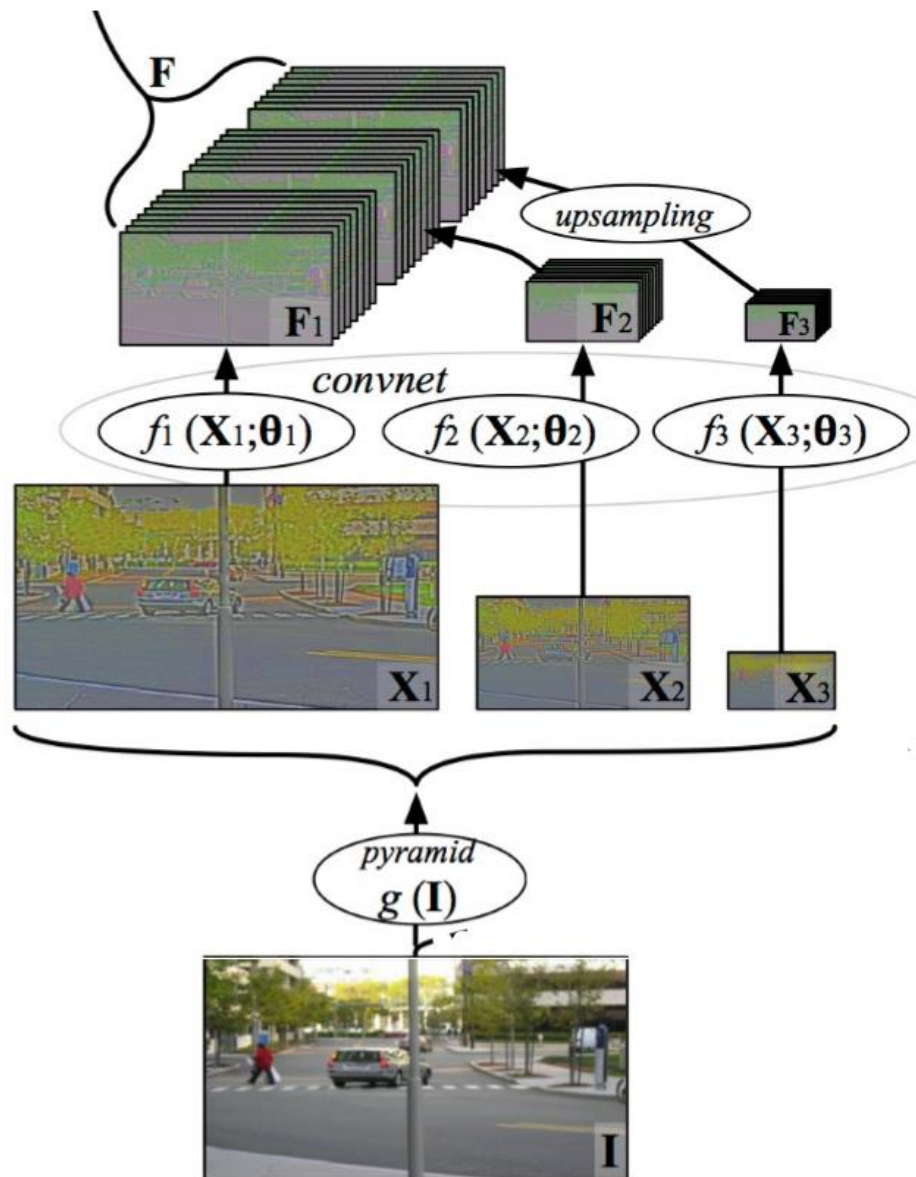 F
upsampling
F1
F2
F3
convnet
f1 (X1;θ1)
f2 (X2;θ2)
f3 (X3;θ3)
X1
X2
X3
pyramid
g (I)
I